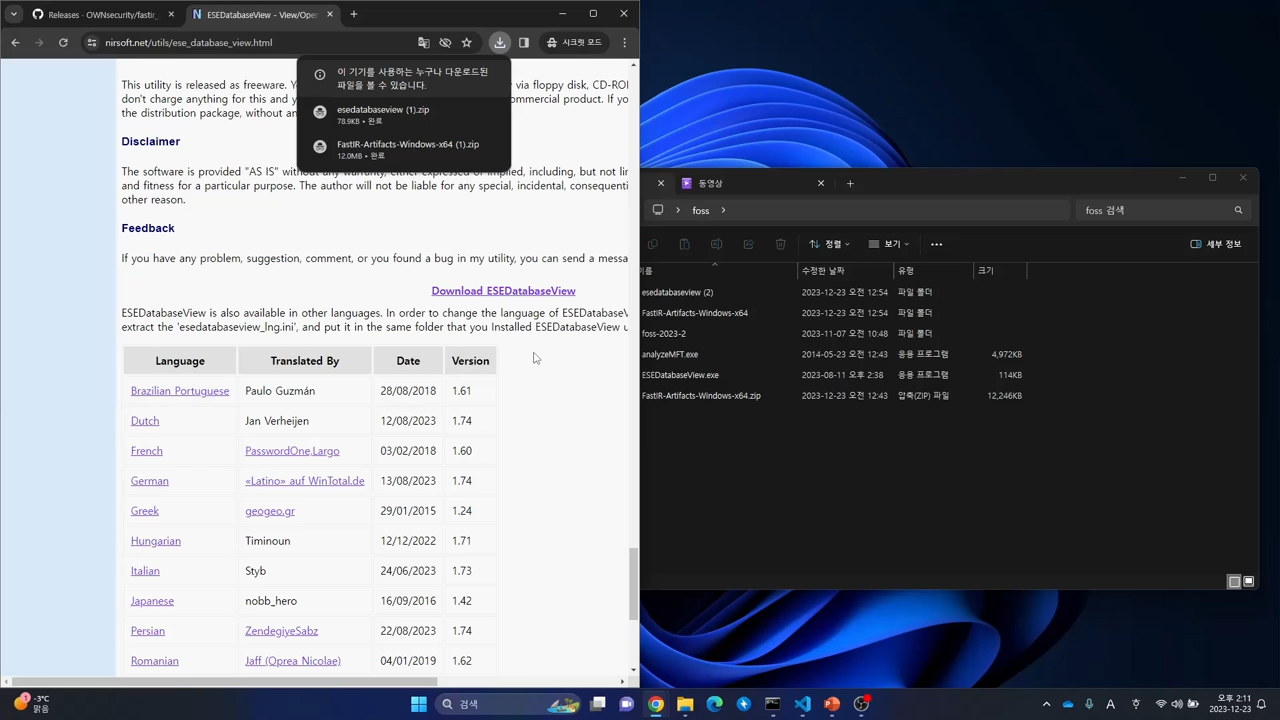 Releases - OWNsecurity/fastir_
ESEDatabaseView - View/Open
nirsoft.net/utils/ese_database_view.html
시크릿 모드
이 기기를 사용하는 누구나 다운로드된
파일을 볼 수 있습니다.
esedatabaseview (1).zip
78.9KB • 완료
FastIR-Artifacts-Windows-x64 (1).zip
12.0MB • 완료
This utility is released as freeware. Y
via floppy disk, CD-ROM
don't charge anything for this and y
ommercial product. If you
the distribution package, without an
Disclaimer
The software is provided "AS IS" without any warranty, either expressed or implied, including, but not lim
and fitness for a particular purpose. The author will not be liable for any special, incidental, consequenti
other reason.
Feedback
If you have any problem, suggestion, comment, or you found a bug in my utility, you can send a messa
Download ESEDatabaseView
ESEDatabaseView is also available in other languages. In order to change the language of ESEDatabaseV
extract the 'esedatabaseview_lng.ini', and put it in the same folder that you Installed ESEDatabaseView u
Language Translated By Date Version
Brazilian Portuguese Paulo Guzmán 28/08/2018 1.61
Dutch Jan Verheijen 12/08/2023 1.74
French PasswordOne,Largo 03/02/2018 1.60
German «Latino» auf WinTotal.de 13/08/2023 1.74
Greek geogeo.gr 29/01/2015 1.24
Hungarian Timinoun 12/12/2022 1.71
Italian Styb 24/06/2023 1.73
Japanese nobb_hero 16/09/2016 1.42
Persian ZendegiyeSabz 22/08/2023 1.74
Romanian Jaff (Oprea Nicolae) 04/01/2019 1.62
동영상
foss
foss 검색
정렬
보기
세부 정보
이름 수정한 날짜 유형 크기
esedatabaseview (2) 2023-12-23 오전 12:54 파일 폴더
FastIR-Artifacts-Windows-x64 2023-12-23 오전 12:54 파일 폴더
foss-2023-2 2023-11-07 오전 10:48 파일 폴더
analyzeMFT.exe 2014-05-23 오전 12:43 응용 프로그램 4,972KB
ESEDatabaseView.exe 2023-08-11 오후 2:38 응용 프로그램 114KB
FastIR-Artifacts-Windows-x64.zip 2023-12-23 오전 12:43 압축(ZIP) 파일 12,246KB
1
-3°C
맑음
검색
A
오후 2:11
2023-12-23